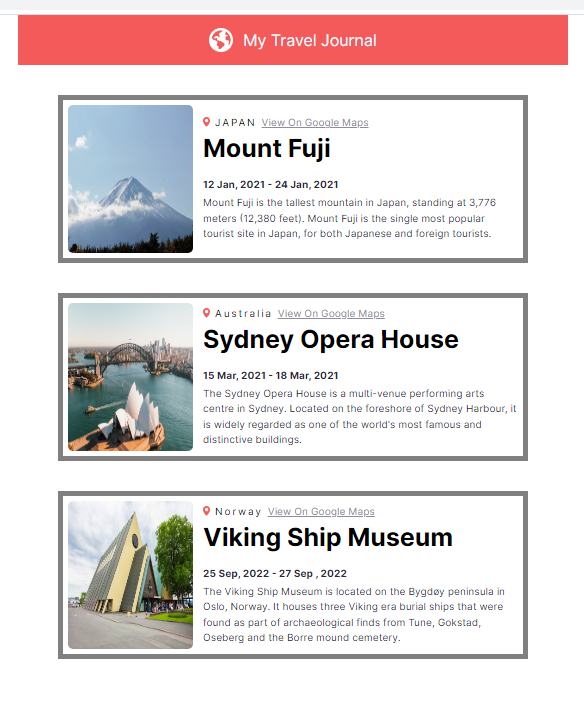 My Travel Journal
JAPAN View On Google Maps
Mount Fuji
12 Jan, 2021 - 24 Jan, 2021
Mount Fuji is the tallest mountain in Japan, standing at 3,776
meters (12,380 feet). Mount Fuji is the single most popular
tourist site in Japan, for both Japanese and foreign tourists.
Australia View On Google Maps
Sydney Opera House
15 Mar, 2021 - 18 Mar, 2021
The Sydney Opera House is a multi-venue performing arts
centre in Sydney. Located on the foreshore of Sydney Harbour, it
is widely regarded as one of the world's most famous and
distinctive buildings.
Norway View On Google Maps
Viking Ship Museum
25 Sep, 2022 - 27 Sep , 2022
The Viking Ship Museum is located on the Bygdøy peninsula in
Oslo, Norway. It houses three Viking era burial ships that were
found as part of archaeological finds from Tune, Gokstad,
Oseberg and the Borre mound cemetery.